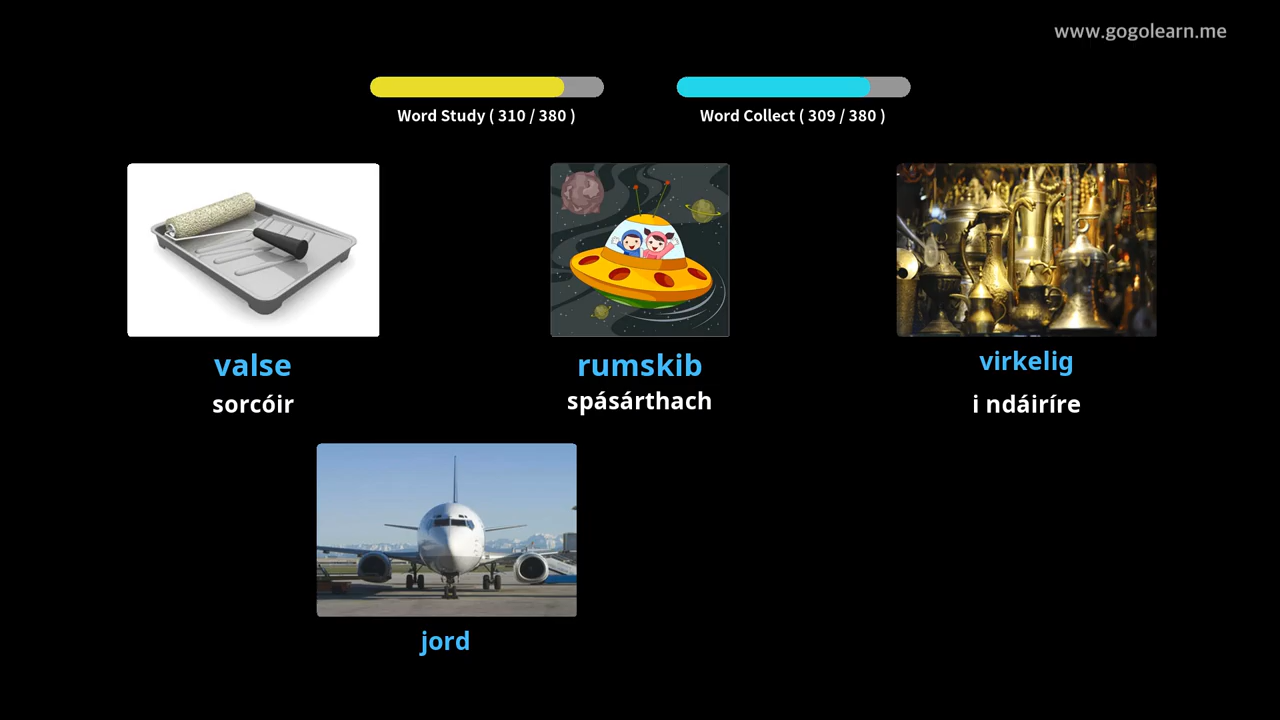 www.gogolearn.me
Word Study ( 310 / 380 )
Word Collect ( 309 / 380 )
valse
rumskib
virkelig
sorcóir
spásárthach
i ndáiríre
jord